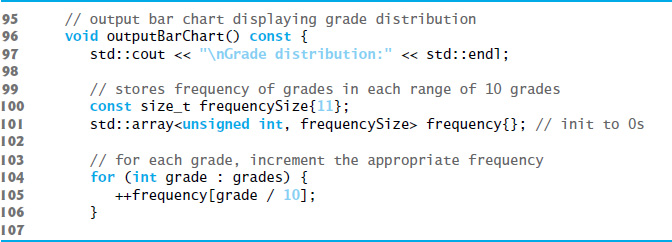 95 // output bar chart displaying grade distribution
96 void outputBarChart() const {
97 std::cout << "\nGrade distribution:" << std::endl;
98
99 // stores frequency of grades in each range of 10 grades
100 const size_t frequencySize{11};
101 std::array<unsigned int, frequencySize> frequency{}; // init to 0s
102
103 // for each grade, increment the appropriate frequency
104 for (int grade : grades) {
105 ++frequency[grade / 10];
106 }
107